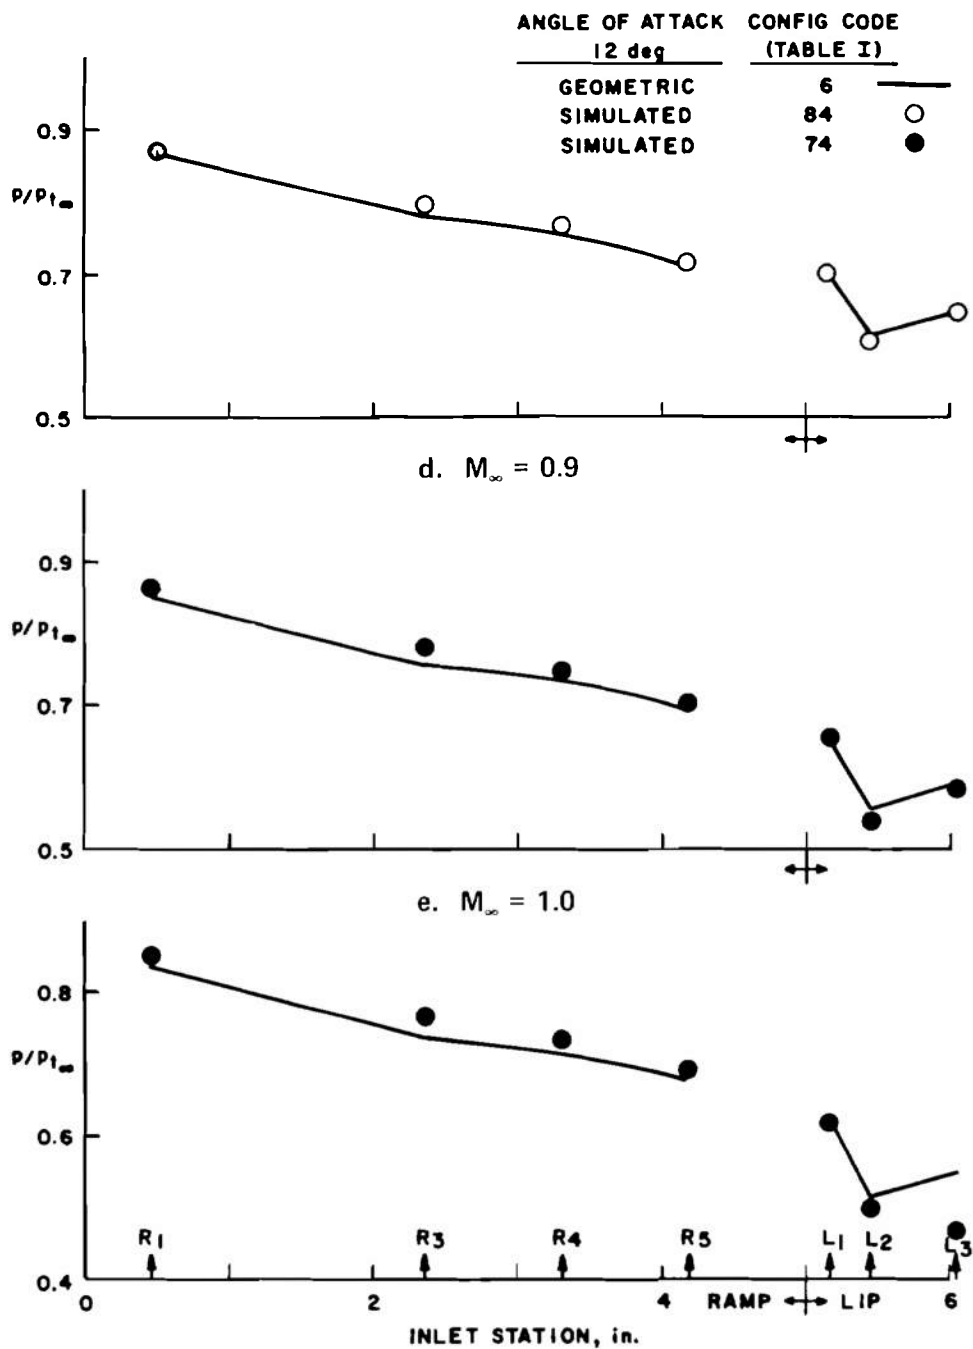 ANGLE OF ATTACK CONFIG CODE
12 deg (TABLE I)
GEOMETRIC 6
SIMULATED 84
SIMULATED 74
0.9
p/pt∞
0.7
0.5
d. M∞ = 0.9
0.9
p/pt∞
0.7
0.5
e. M∞ = 1.0
0.8
p/pt∞
0.6
R1 R3 R4 R5 L1 L2 L3
0.4
0 2 4 RAMP LIP 6
INLET STATION, in.